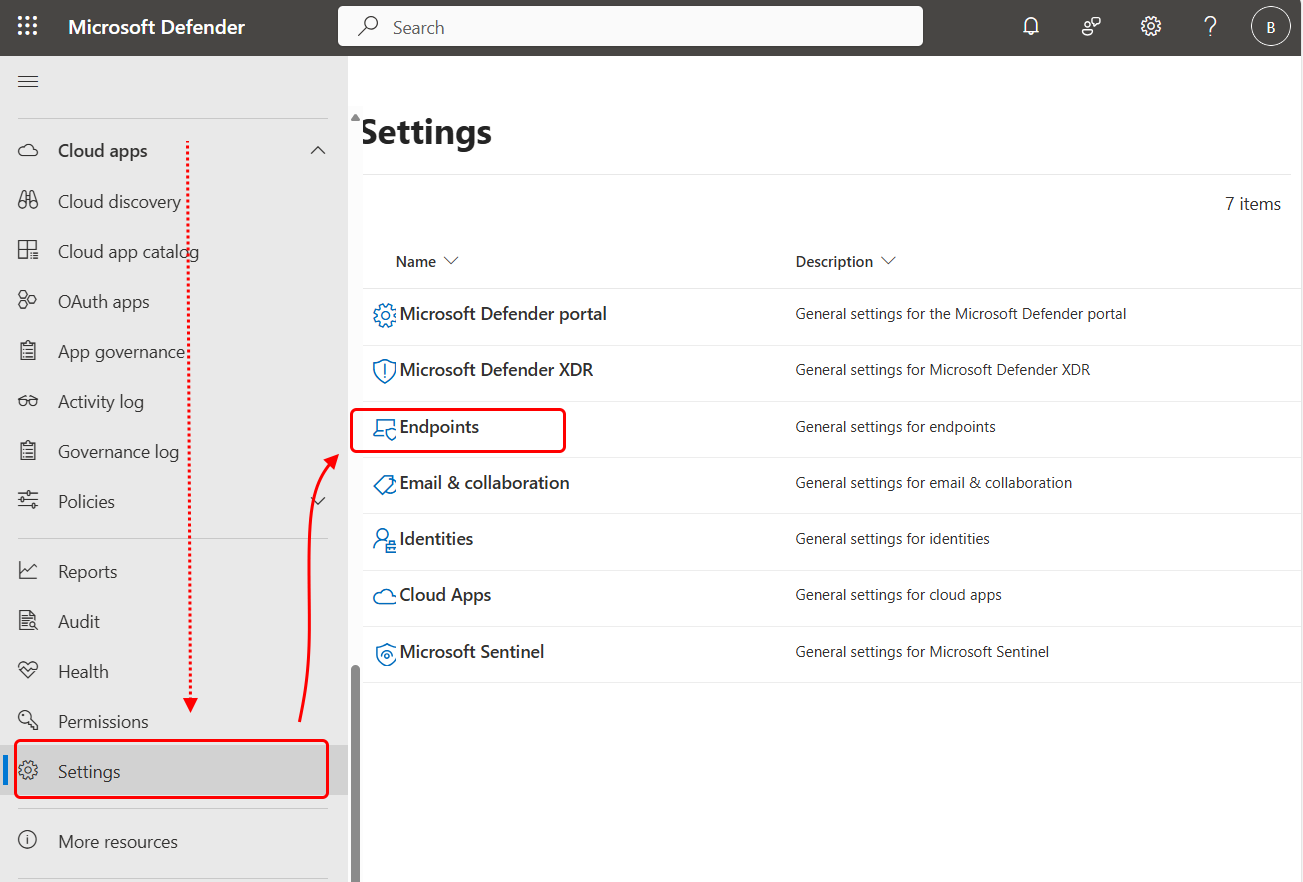 Microsoft Defender
Search
B
Cloud apps
Cloud discovery
Cloud app catalog
OAuth apps
App governance
Activity log
Governance log
Policies
Reports
Audit
Health
Permissions
Settings
More resources
Settings
7 items
Name Description
Microsoft Defender portal General settings for the Microsoft Defender portal
Microsoft Defender XDR General settings for Microsoft Defender XDR
Endpoints General settings for endpoints
Email & collaboration General settings for email & collaboration
Identities General settings for identities
Cloud Apps General settings for cloud apps
Microsoft Sentinel General settings for Microsoft Sentinel